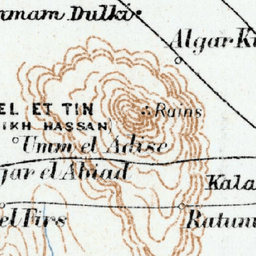 mmam Dulki
Algar Ki
EL ET TIN
Ruins
IKH HASSAN
Umm el Adise
jar el Abiad
Kala
el Firs
Ratum